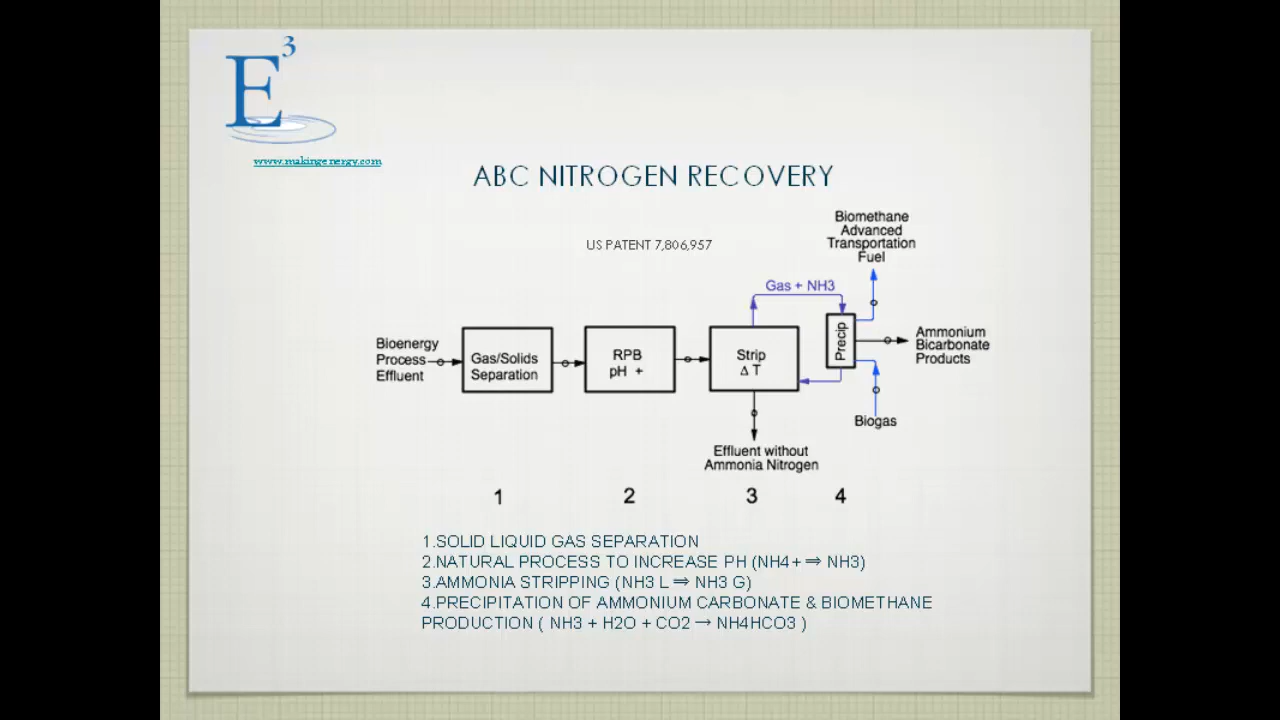 E3
www.makingenergy.com
ABC NITROGEN RECOVERY
US PATENT 7,806,957
Biomethane
Advanced
Transportation
Fuel
Gas + NH3
Bioenergy
Process
Effluent
Gas/Solids
Separation
RPB
pH +
Strip
Δ T
Precip
Ammonium
Bicarbonate
Products
Biogas
Effluent without
Ammonia Nitrogen
1 2 3 4
1.SOLID LIQUID GAS SEPARATION
2.NATURAL PROCESS TO INCREASE PH (NH4+ ⇒ NH3)
3.AMMONIA STRIPPING (NH3 L ⇒ NH3 G)
4.PRECIPITATION OF AMMONIUM CARBONATE & BIOMETHANE
PRODUCTION ( NH3 + H2O + CO2 → NH4HCO3 )